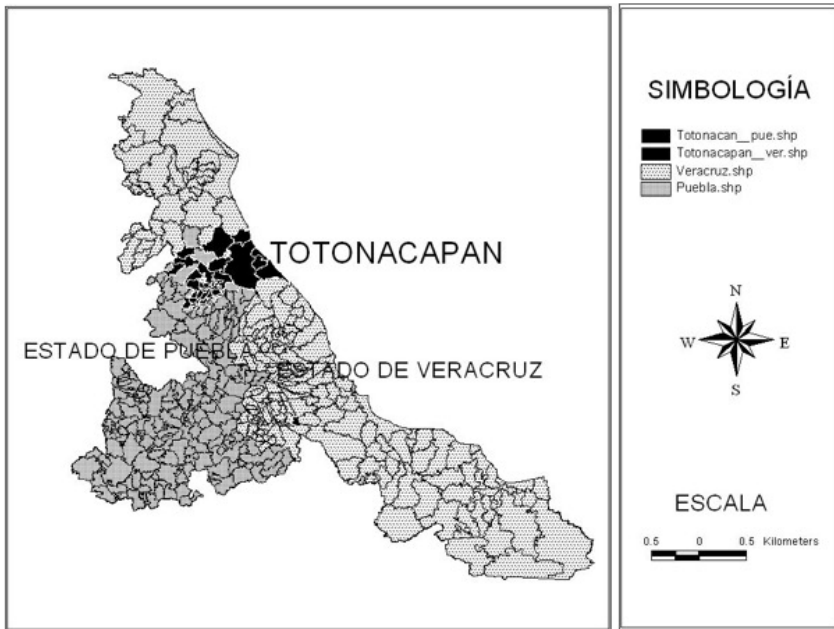 TOTONACAPAN
ESTADO DE PUEBLA
ESTADO DE VERACRUZ
SIMBOLOGÍA
Totonacan__pue.shp
Totonacapan__ver.shp
Veracruz.shp
Puebla.shp
N
W E
S
ESCALA
0.5 0 0.5 Kilometers